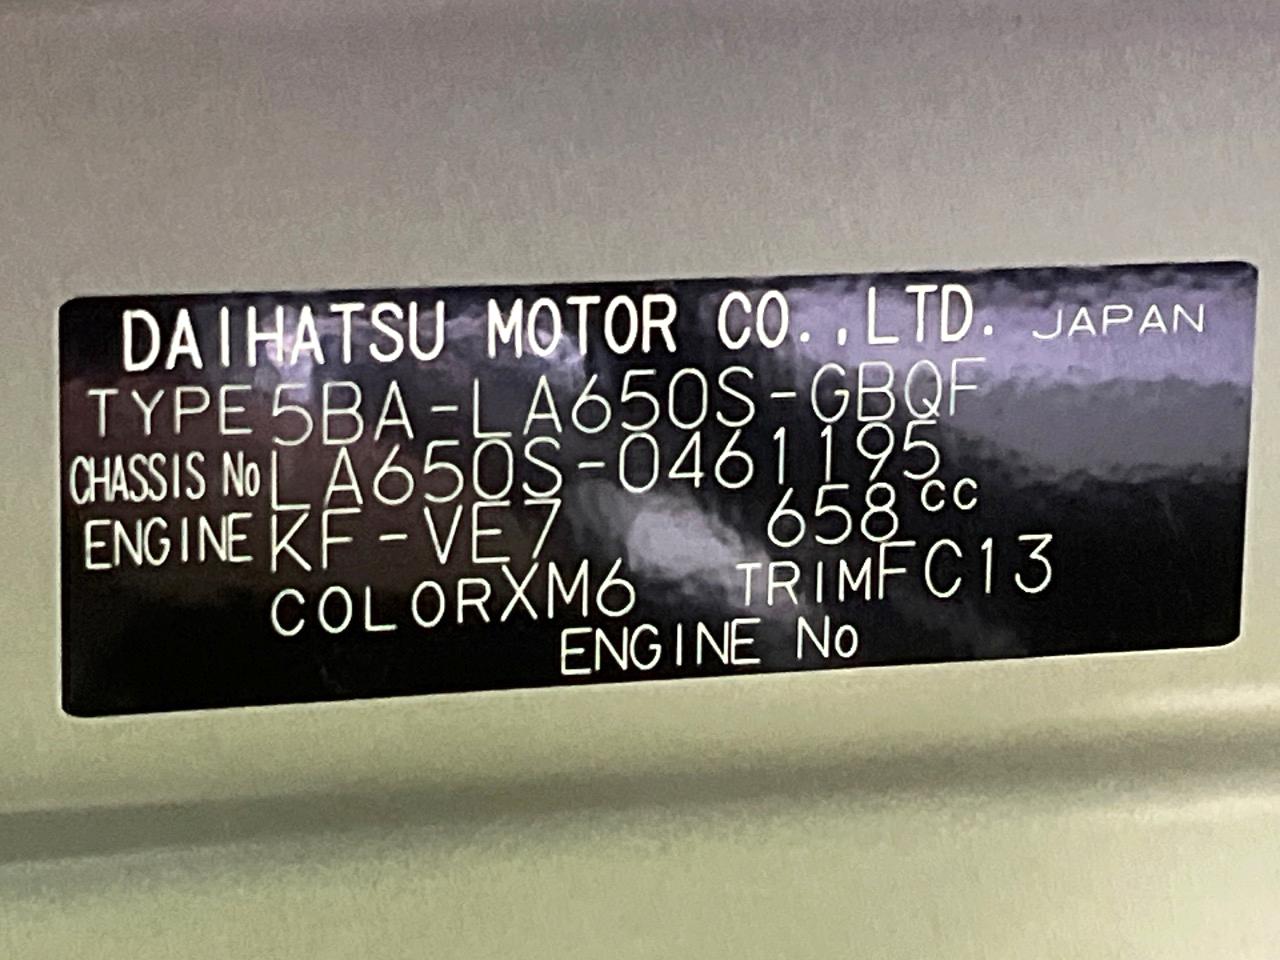 DAIHATSU MOTOR CO.,LTD. JAPAN
TYPE 5BA-LA650S-GBQF
CHASSIS No LA650S-0461195
ENGINE KF-VE7 658cc
COLOR XM6 TRIM FC13
ENGINE No